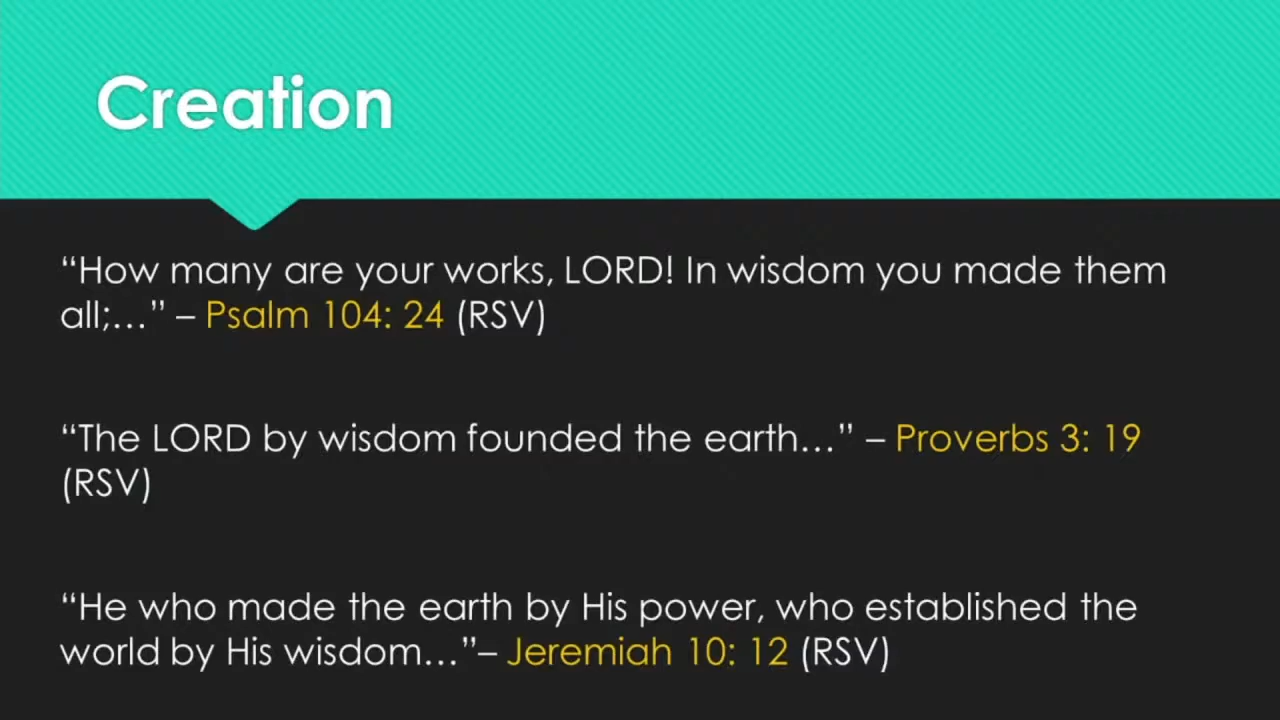 Creation
“How many are your works, LORD! In wisdom you made them
all;…” – Psalm 104: 24 (RSV)
“The LORD by wisdom founded the earth…” – Proverbs 3: 19
(RSV)
“He who made the earth by His power, who established the
world by His wisdom…”– Jeremiah 10: 12 (RSV)